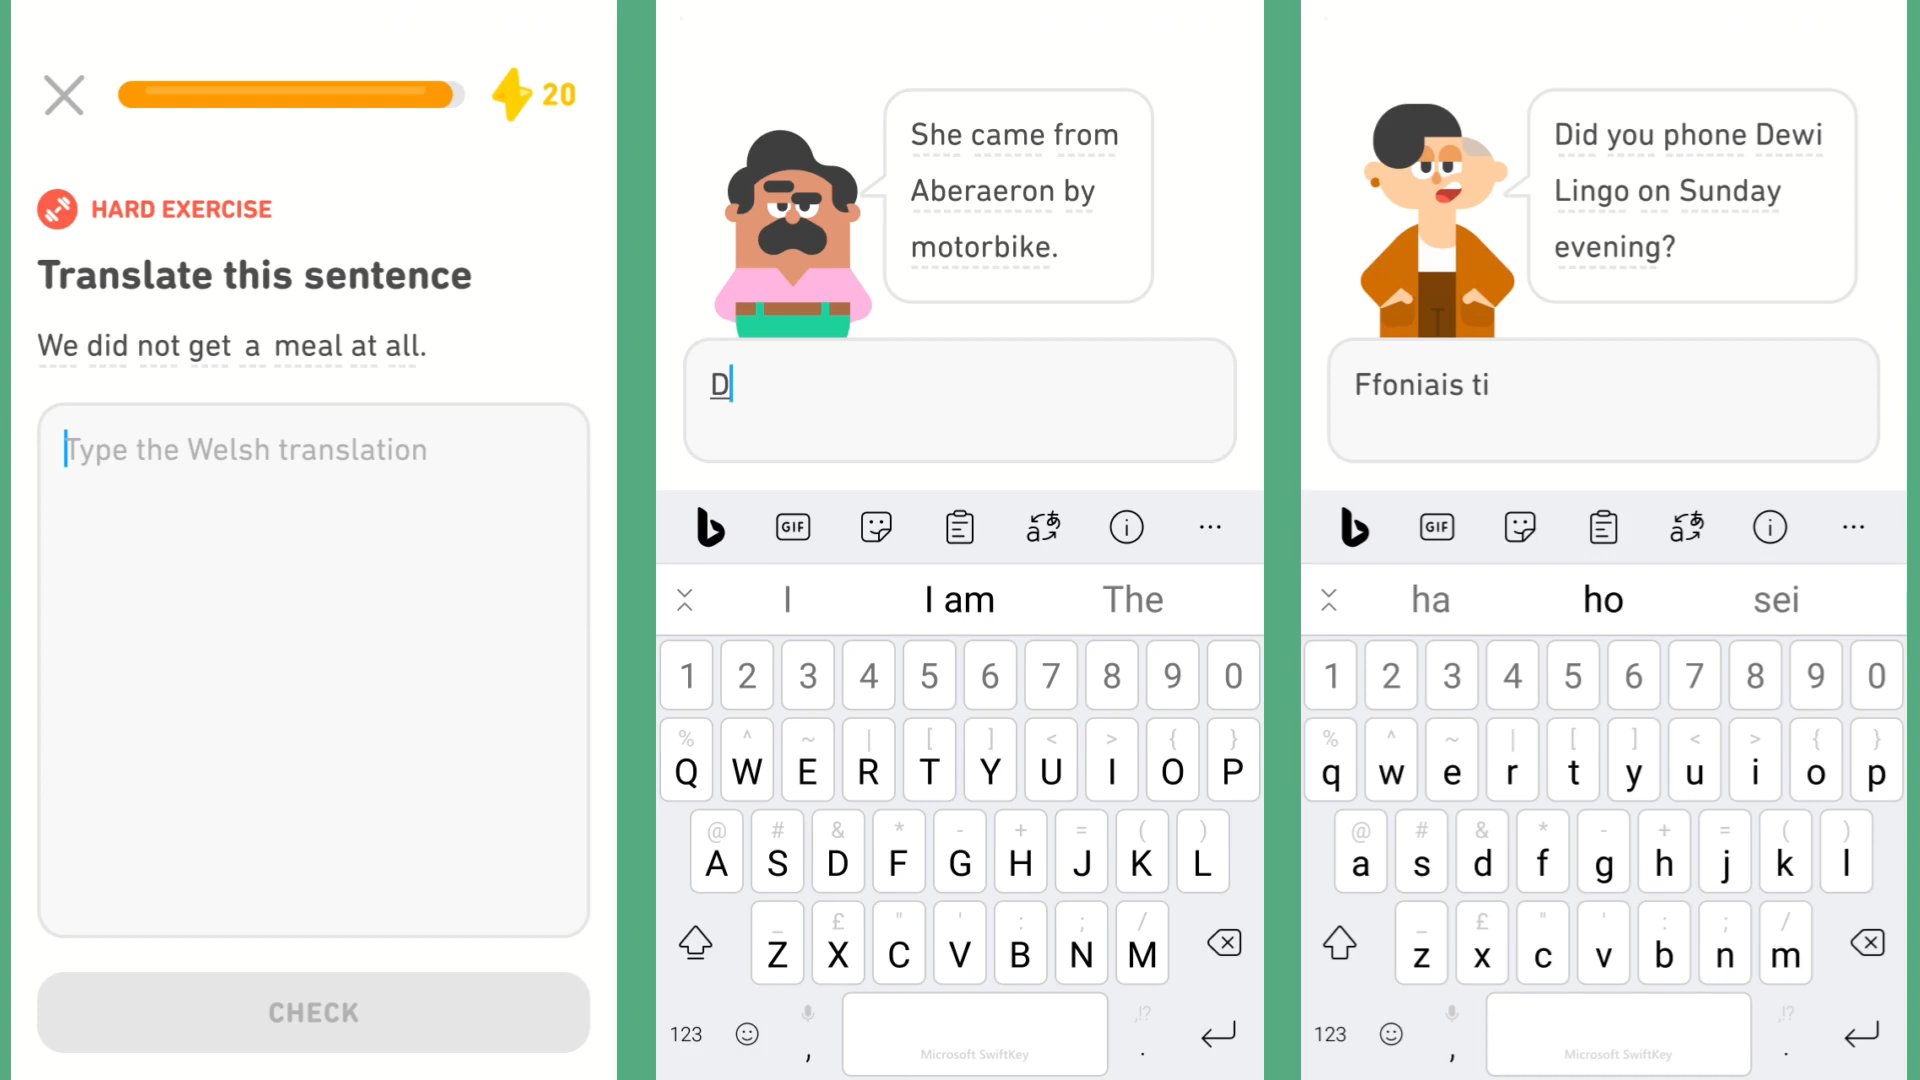 20
HARD EXERCISE
Translate this sentence
We did not get a meal at all.
Type the Welsh translation
CHECK
She came from
Aberaeron by
motorbike.
D
GIF
I I am The
1 2 3 4 5 6 7 8 9 0
% ^ ~ | [ ] < > { }
Q W E R T Y U I O P
@ # & * - + = ( )
A S D F G H J K L
_ £ " ' : ; /
Z X C V B N M
,!?
123 , Microsoft SwiftKey .
Did you phone Dewi
Lingo on Sunday
evening?
Ffoniais ti
GIF
ha ho sei
1 2 3 4 5 6 7 8 9 0
% ^ ~ | [ ] < > { }
q w e r t y u i o p
@ # & * - + = ( )
a s d f g h j k l
_ £ " ' : ; /
z x c v b n m
,!?
123 , Microsoft SwiftKey .